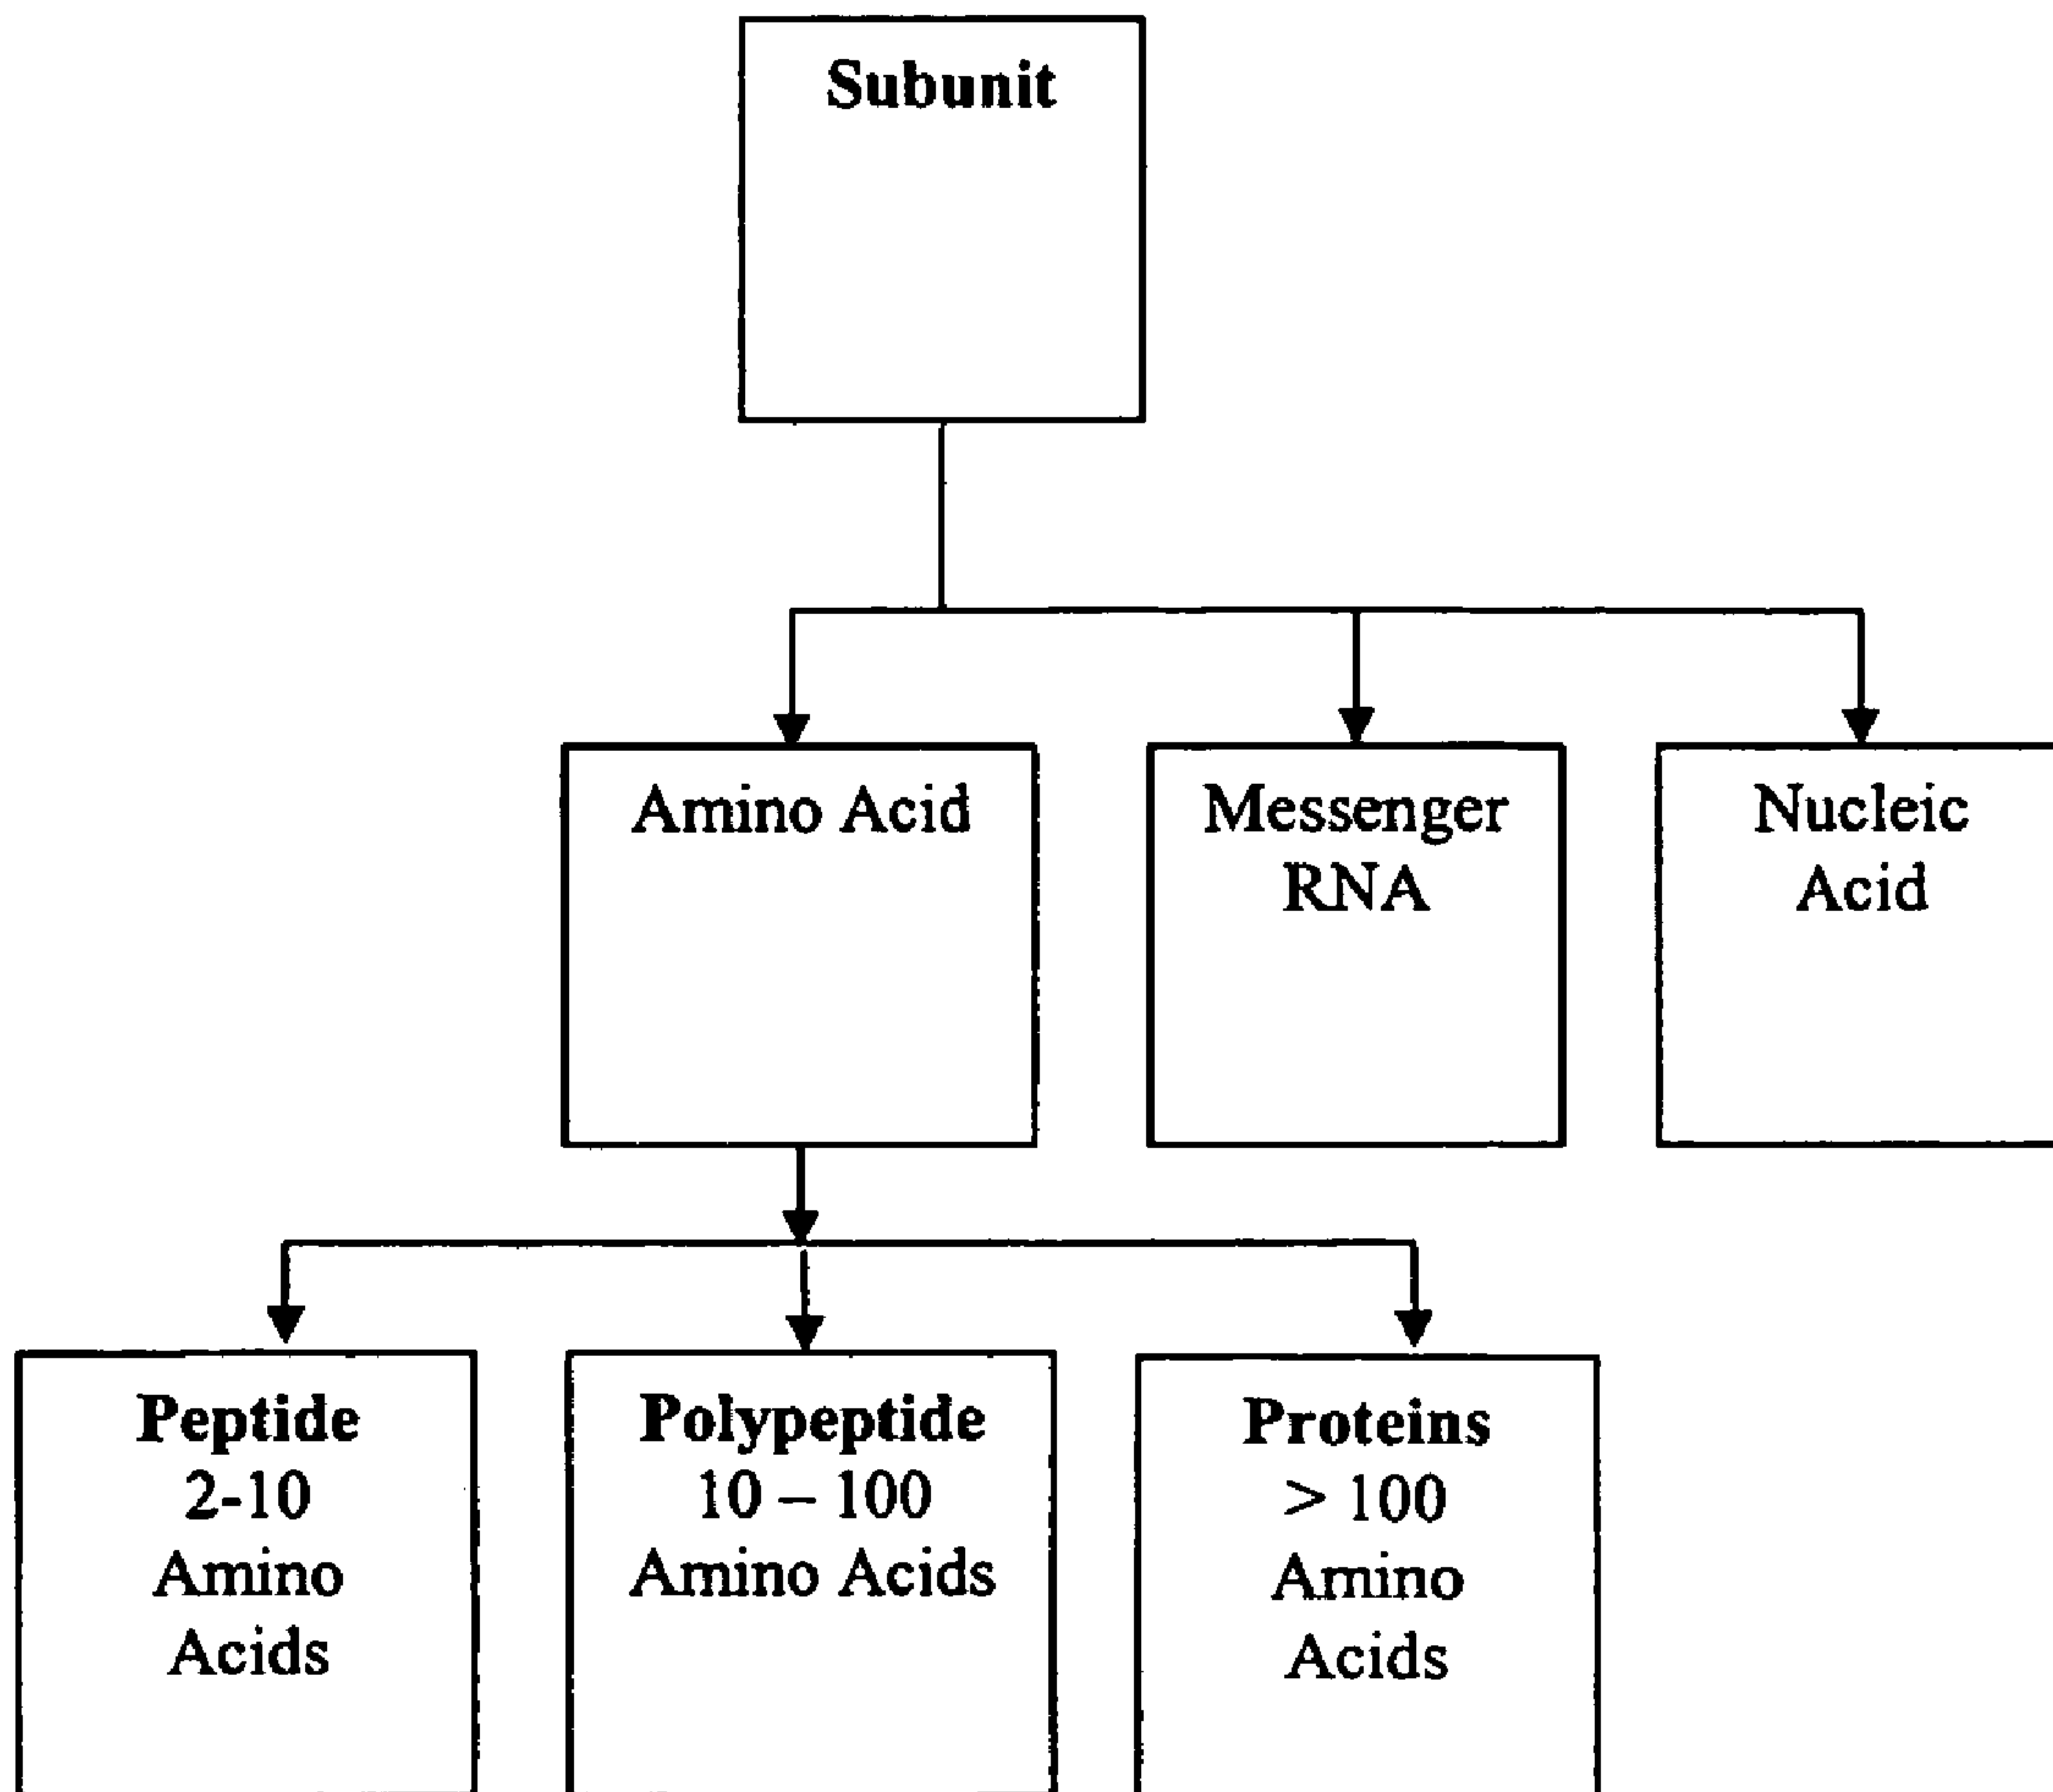 Subunit
Amino Acid
Messenger
RNA
Nucleic
Acid
Peptide
2-10
Amino
Acids
Polypeptide
10 – 100
Amino Acids
Proteins
> 100
Amino
Acids